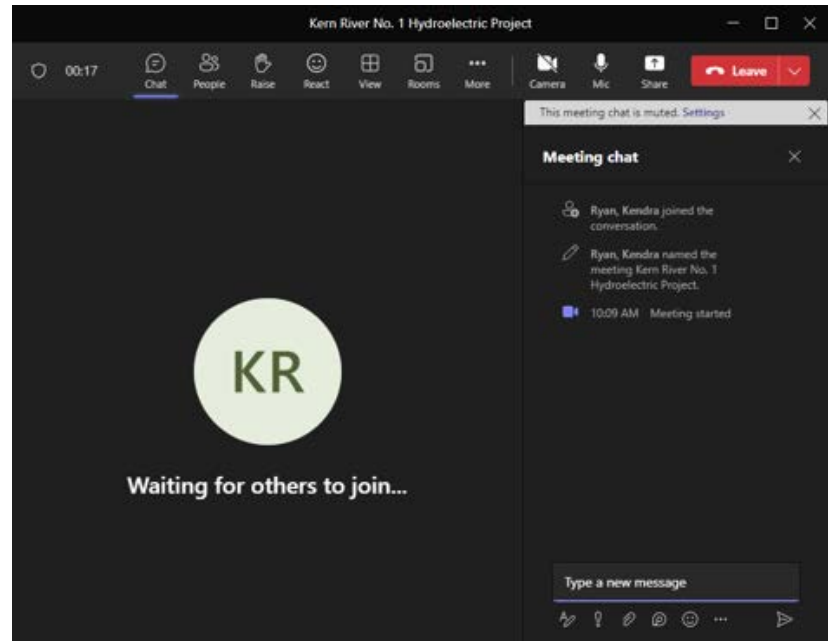 Kern River No. 1 Hydroelectric Project
00:17
Chat
People
Raise
React
View
Rooms
More
Camera
Mic
Share
Leave
This meeting chat is muted. Settings
Meeting chat
Ryan, Kendra joined the
conversation.
Ryan, Kendra named the
meeting Kern River No. 1
Hydroelectric Project.
10:09 AM Meeting started
KR
Waiting for others to join...
Type a new message